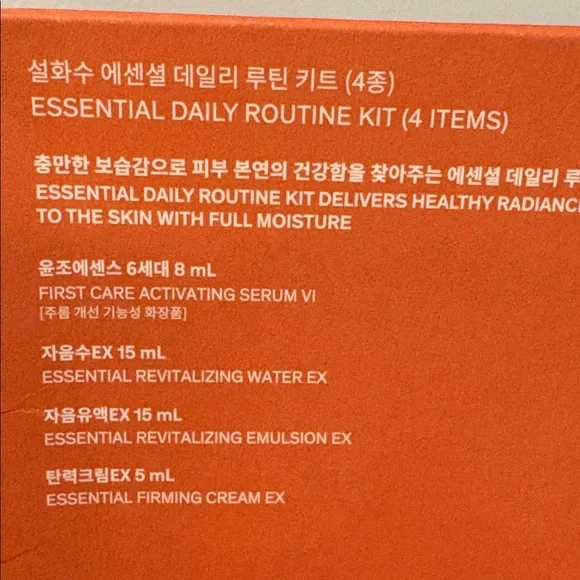 설화수 에센셜 데일리 루틴 키트 (4종)
ESSENTIAL DAILY ROUTINE KIT (4 ITEMS)
충만한 보습감으로 피부 본연의 건강함을 찾아주는 에센셜 데일리
ESSENTIAL DAILY ROUTINE KIT DELIVERS HEALTHY RADIANC
TO THE SKIN WITH FULL MOISTURE
윤조에센스 6세대 8 mL
FIRST CARE ACTIVATING SERUM VI
[주름 개선 기능성 화장품]
자음수EX 15 mL
ESSENTIAL REVITALIZING WATER EX
자음유액EX 15 mL
ESSENTIAL REVITALIZING EMULSION EX
탄력크림EX 5 mL
ESSENTIAL FIRMING CREAM EX